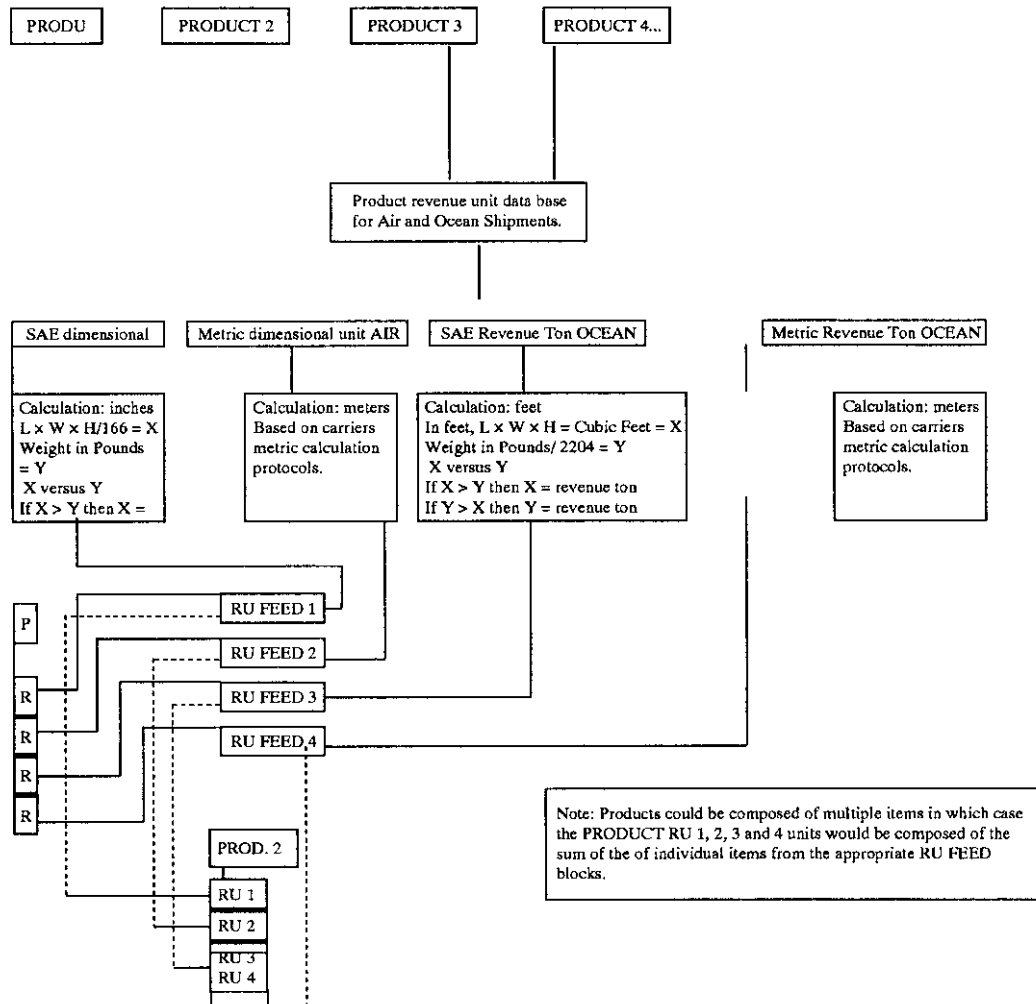 PRODU
PRODUCT 2
PRODUCT 3
PRODUCT 4...
Product revenue unit data base
for Air and Ocean Shipments.
SAE dimensional
Metric dimensional unit AIR
SAE Revenue Ton OCEAN
Metric Revenue Ton OCEAN
Calculation: inches
L × W × H/166 = X
Weight in Pounds
= Y
X versus Y
If X > Y then X =
Calculation: meters
Based on carriers
metric calculation
protocols.
Calculation: feet
In feet, L × W × H = Cubic Feet = X
Weight in Pounds/ 2204 = Y
X versus Y
If X > Y then X = revenue ton
If Y > X then Y = revenue ton
Calculation: meters
Based on carriers
metric calculation
protocols.
RU FEED 1
P
RU FEED 2
R
RU FEED 3
R
RU FEED 4
R
R
Note: Products could be composed of multiple items in which case
the PRODUCT RU 1, 2, 3 and 4 units would be composed of the
sum of the of individual items from the appropriate RU FEED
blocks.
PROD. 2
RU 1
RU 2
RU 3
RU 4